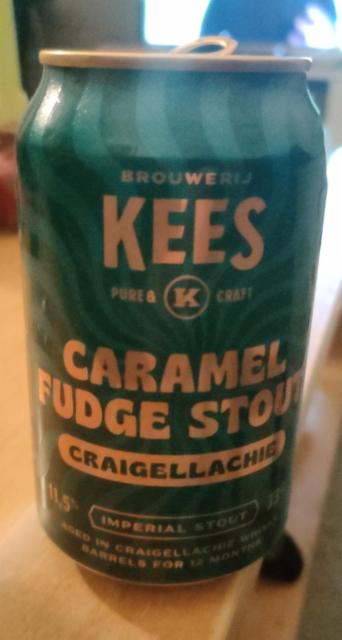 BROUWERIJ
KEES
PURE & K CRAFT
CARAMEL
FUDGE STOUT
CRAIGELLACHIE
11,5%
IMPERIAL STOUT
AGED IN CRAIGELLACHIE
BARRELS FOR 12 MONTHS